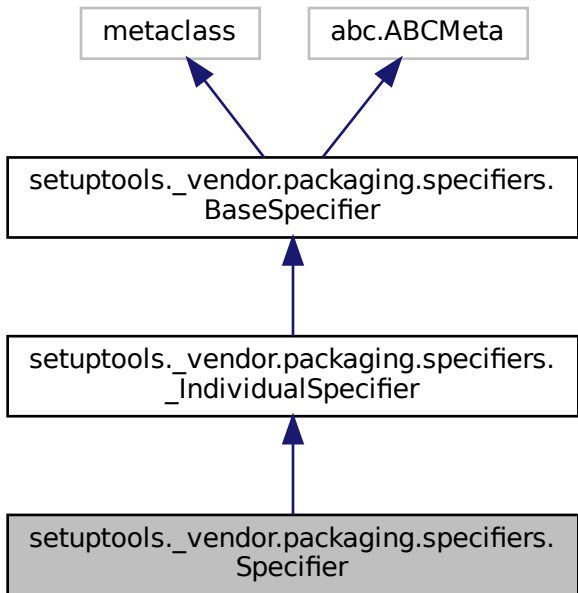 metaclass
abc.ABCMeta
setuptools._vendor.packaging.specifiers.
BaseSpecifier
setuptools._vendor.packaging.specifiers.
_IndividualSpecifier
setuptools._vendor.packaging.specifiers.
Specifier